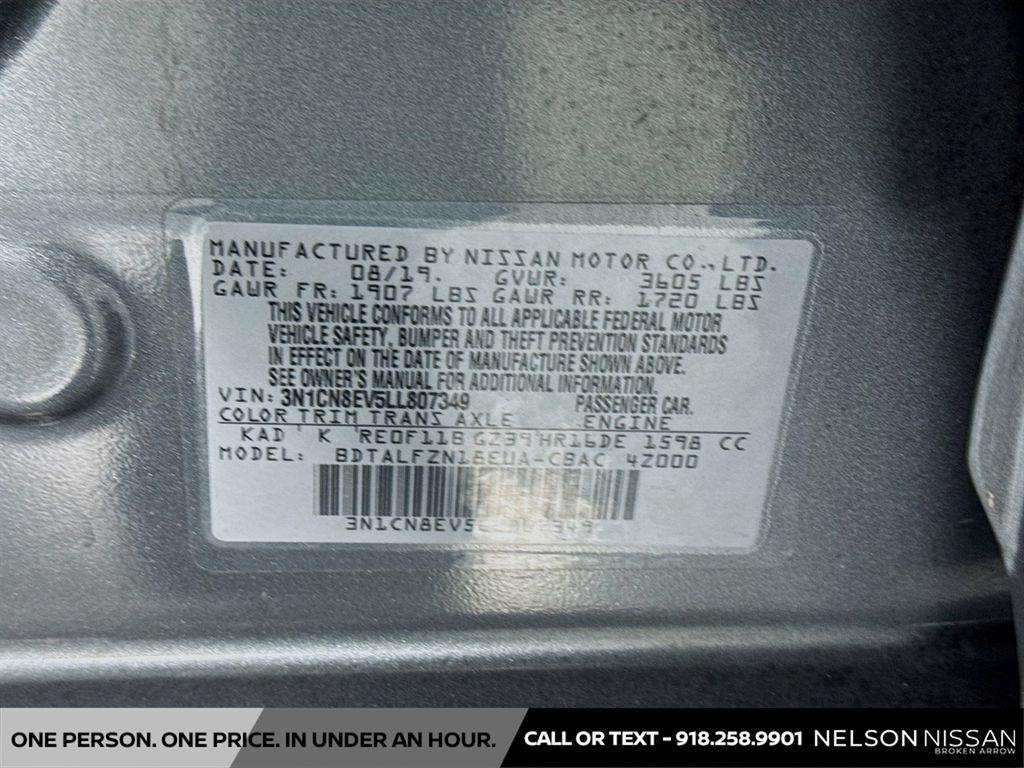 MANUFACTURED BY NISSAN MOTOR CO., LTD.
DATE: 08/19. GVWR: 3605 LBS
GAWR FR: 1907 LBS GAWR RR: 1720 LBS
THIS VEHICLE CONFORMS TO ALL APPLICABLE FEDERAL MOTOR
VEHICLE SAFETY, BUMPER AND THEFT PREVENTION STANDARDS
IN EFFECT ON THE DATE OF MANUFACTURE SHOWN ABOVE.
SEE OWNER'S MANUAL FOR ADDITIONAL INFORMATION.
VIN: 3N1CN8EV5LL807349 PASSENGER CAR.
COLOR TRIM TRANS AXLE ENGINE
KAD K RE0F11B GZ39 HR16DE 1598 CC
MODEL: BDTALFZN18EUA-CBAC 4Z000
ONE PERSON. ONE PRICE. IN UNDER AN HOUR.
CALL OR TEXT - 918.258.9901
NELSON NISSAN
BROKEN ARROW